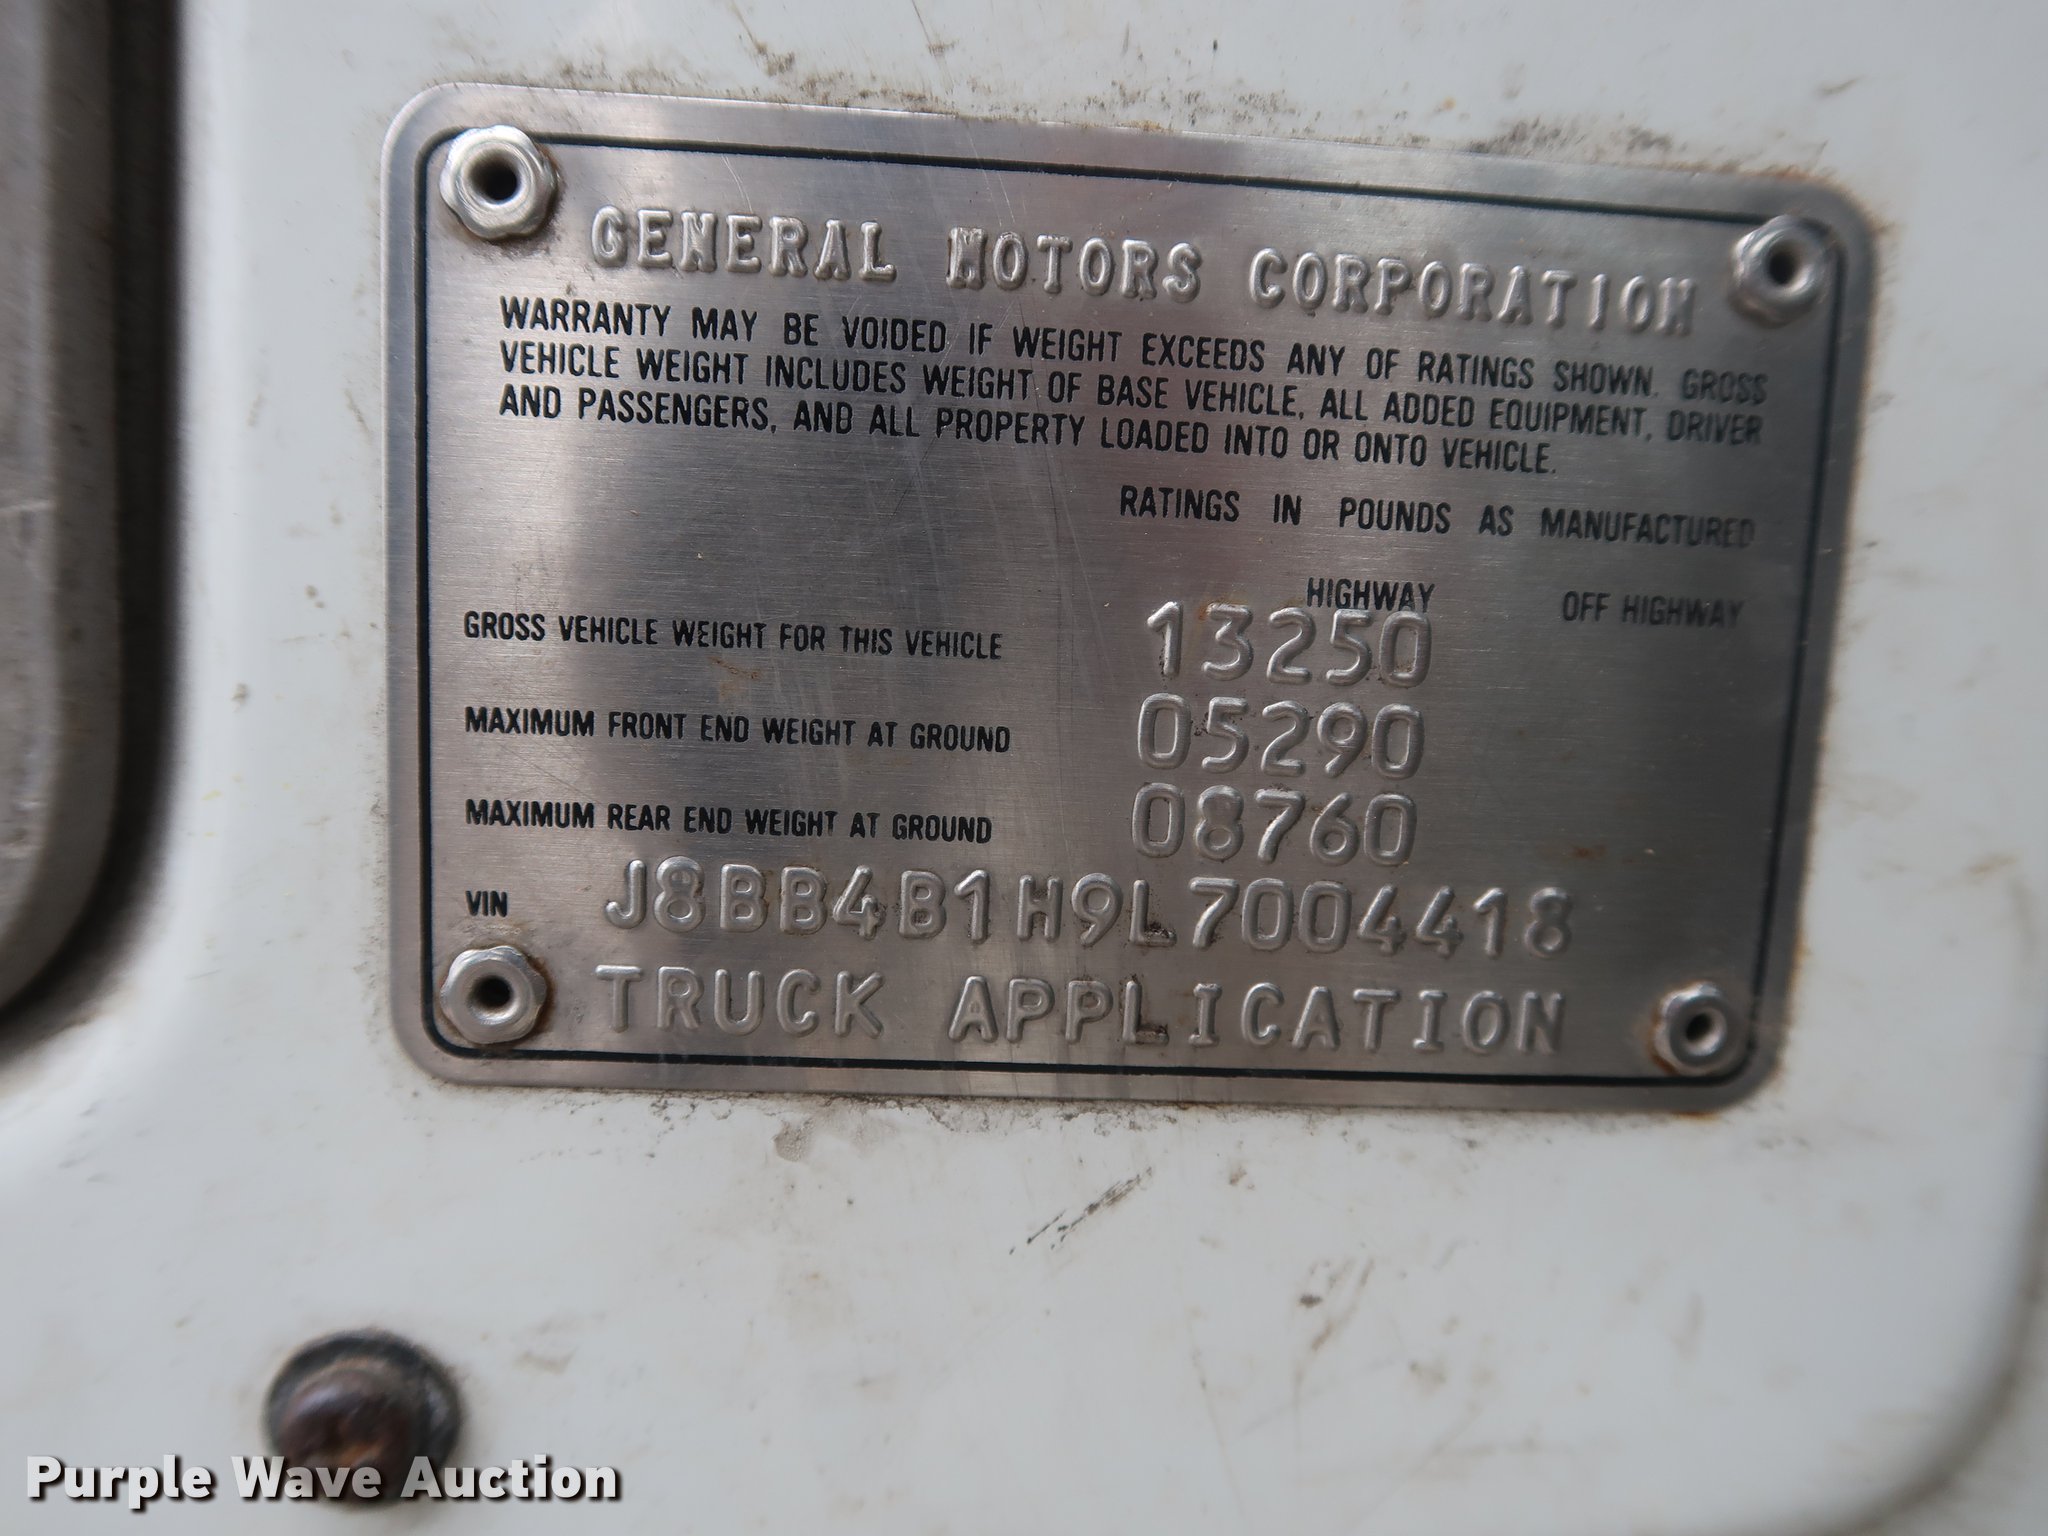 GENERAL MOTORS CORPORATION
WARRANTY MAY BE VOIDED IF WEIGHT EXCEEDS ANY OF RATINGS SHOWN. GROSS
VEHICLE WEIGHT INCLUDES WEIGHT OF BASE VEHICLE, ALL ADDED EQUIPMENT, DRIVER
AND PASSENGERS, AND ALL PROPERTY LOADED INTO OR ONTO VEHICLE.
RATINGS IN POUNDS AS MANUFACTURED
HIGHWAY OFF HIGHWAY
GROSS VEHICLE WEIGHT FOR THIS VEHICLE 13250
MAXIMUM FRONT END WEIGHT AT GROUND 05290
MAXIMUM REAR END WEIGHT AT GROUND 08760
VIN J8BB4B1H9L7004418
TRUCK APPLICATION
Purple Wave Auction